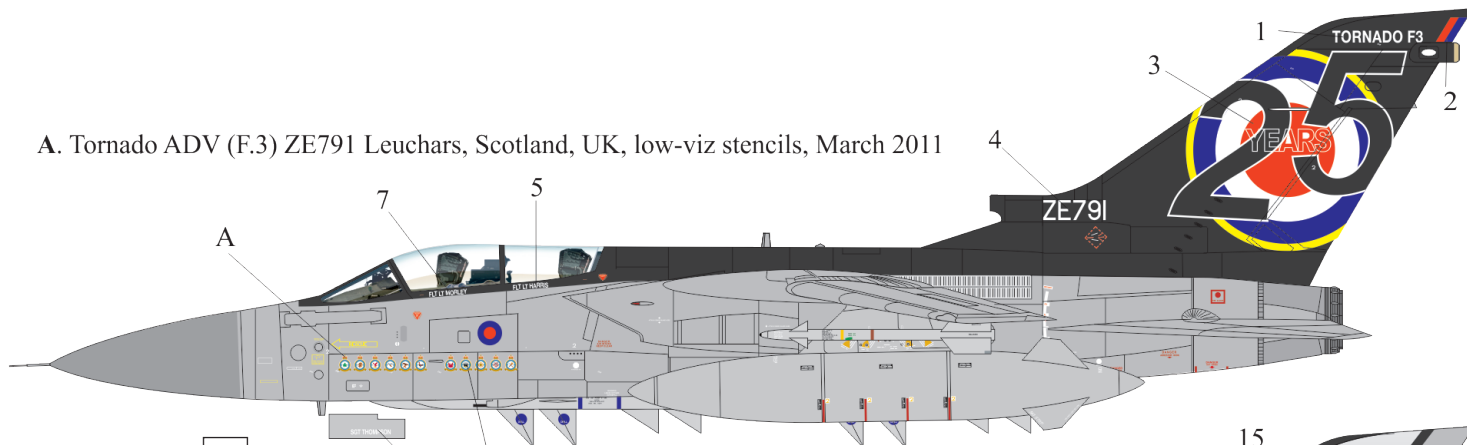 1
TORNADO F3
3
2
25
YEARS
A. Tornado ADV (F.3) ZE791 Leuchars, Scotland, UK, low-viz stencils, March 2011
4
7
5
ZE791
A
FLT LT MORLEY
FLT LT HARRIS
SGT THOMPSON
15